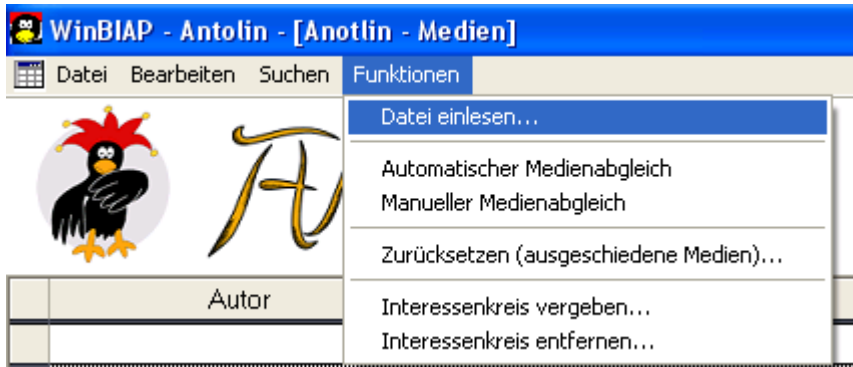 WinBIAP - Antolin - [Anotlin - Medien]
Datei Bearbeiten Suchen Funktionen
Datei einlesen...
Automatischer Medienabgleich
Manueller Medienabgleich
Zurücksetzen (ausgeschiedene Medien)...
Autor
Interessenkreis vergeben...
Interessenkreis entfernen...